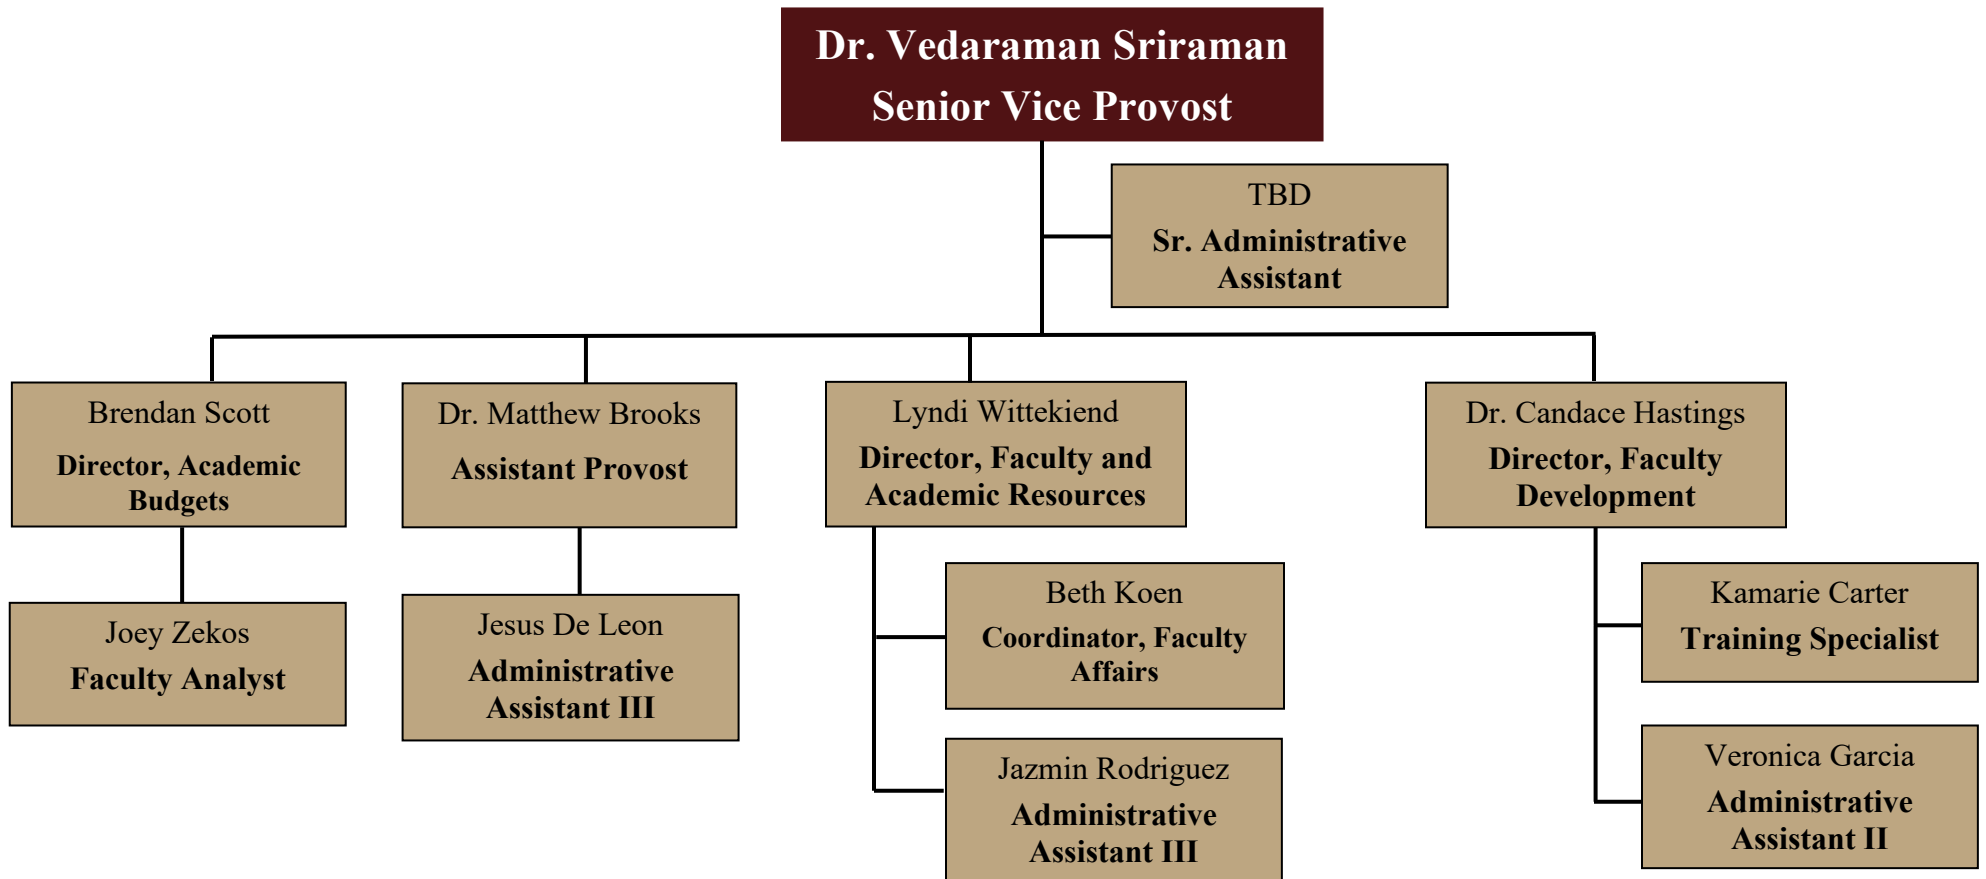 Dr. Vedaraman Sriraman
Senior Vice Provost
TBD
Sr. Administrative
Assistant
Brendan Scott
Director, Academic
Budgets
Dr. Matthew Brooks
Assistant Provost
Lyndi Wittekiend
Director, Faculty and
Academic Resources
Dr. Candace Hastings
Director, Faculty
Development
Joey Zekos
Faculty Analyst
Jesus De Leon
Administrative
Assistant III
Beth Koen
Coordinator, Faculty
Affairs
Kamarie Carter
Training Specialist
Jazmin Rodriguez
Administrative
Assistant III
Veronica Garcia
Administrative
Assistant II